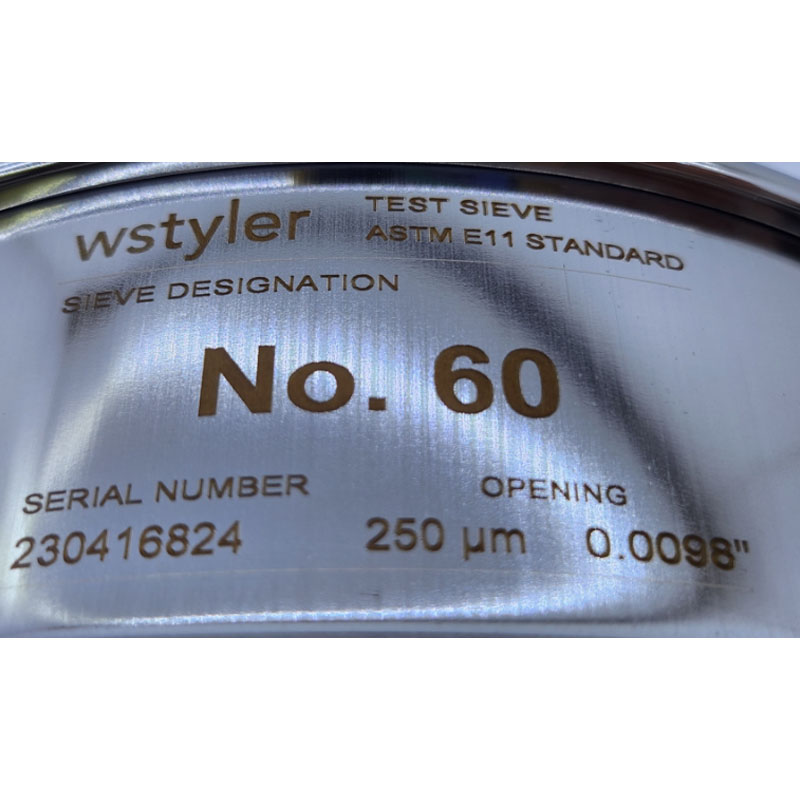 wstyler
TEST SIEVE
ASTM E11 STANDARD
SIEVE DESIGNATION
No. 60
SERIAL NUMBER
230416824
OPENING
250 µm 0.0098"